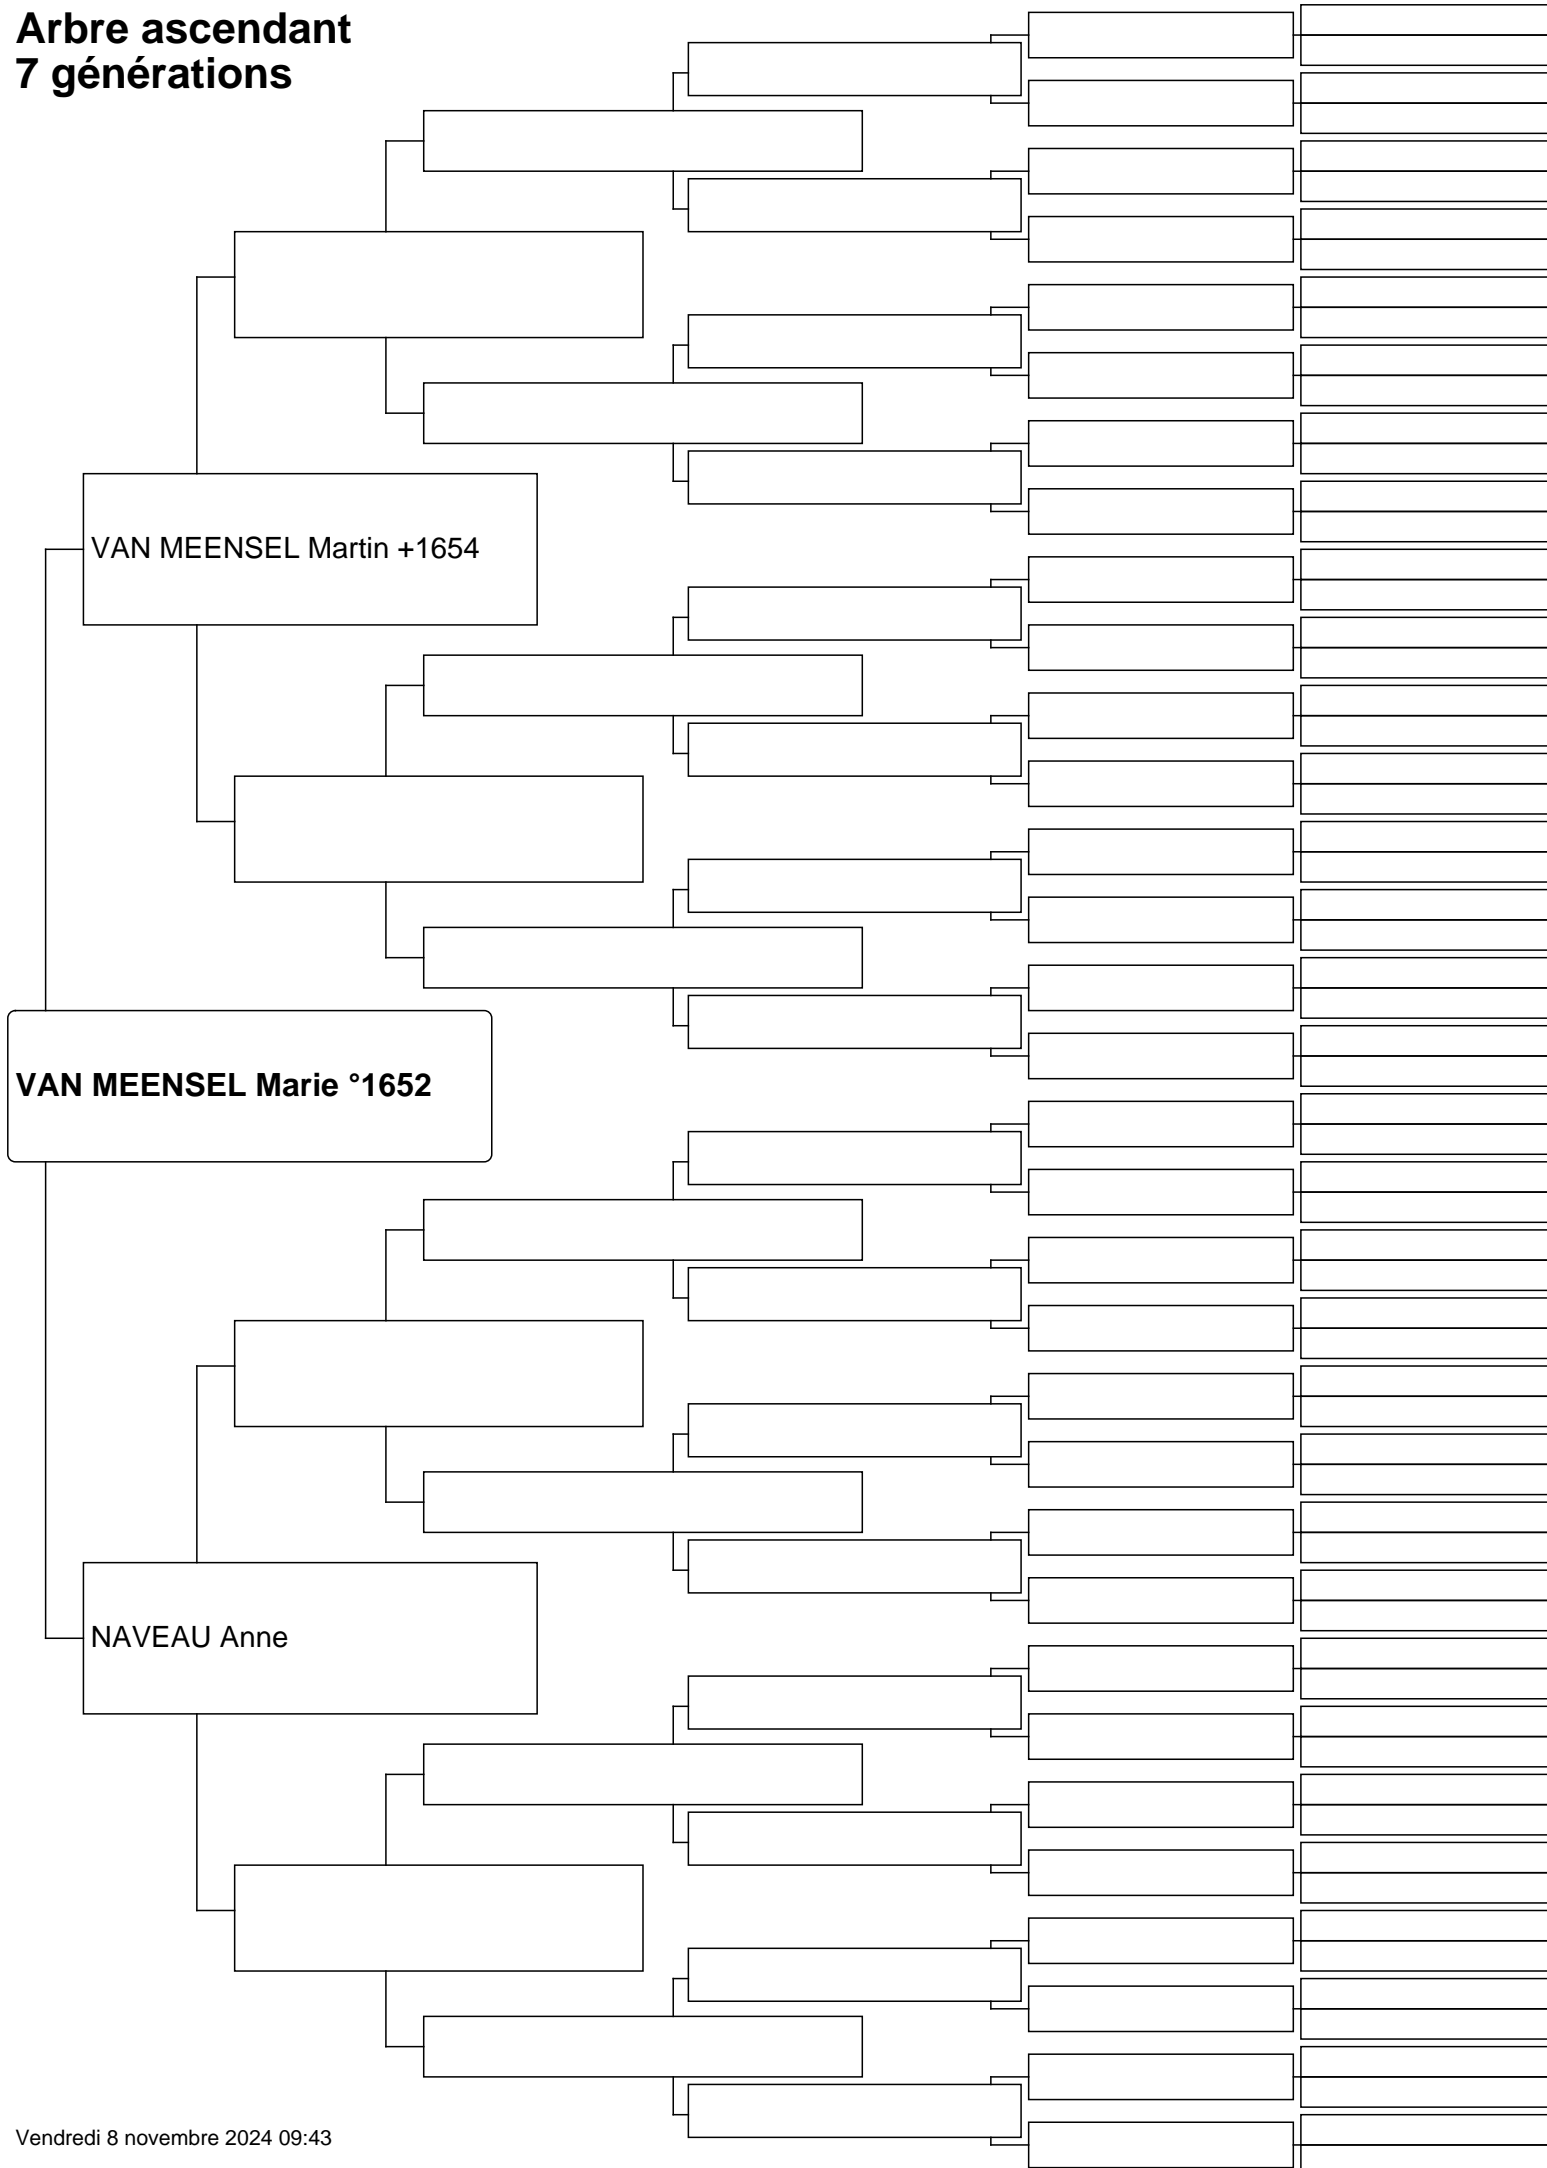 Arbre ascendant
7 générations
VAN MEENSEL Martin +1654
VAN MEENSEL Marie °1652
NAVEAU Anne
Vendredi 8 novembre 2024 09:43